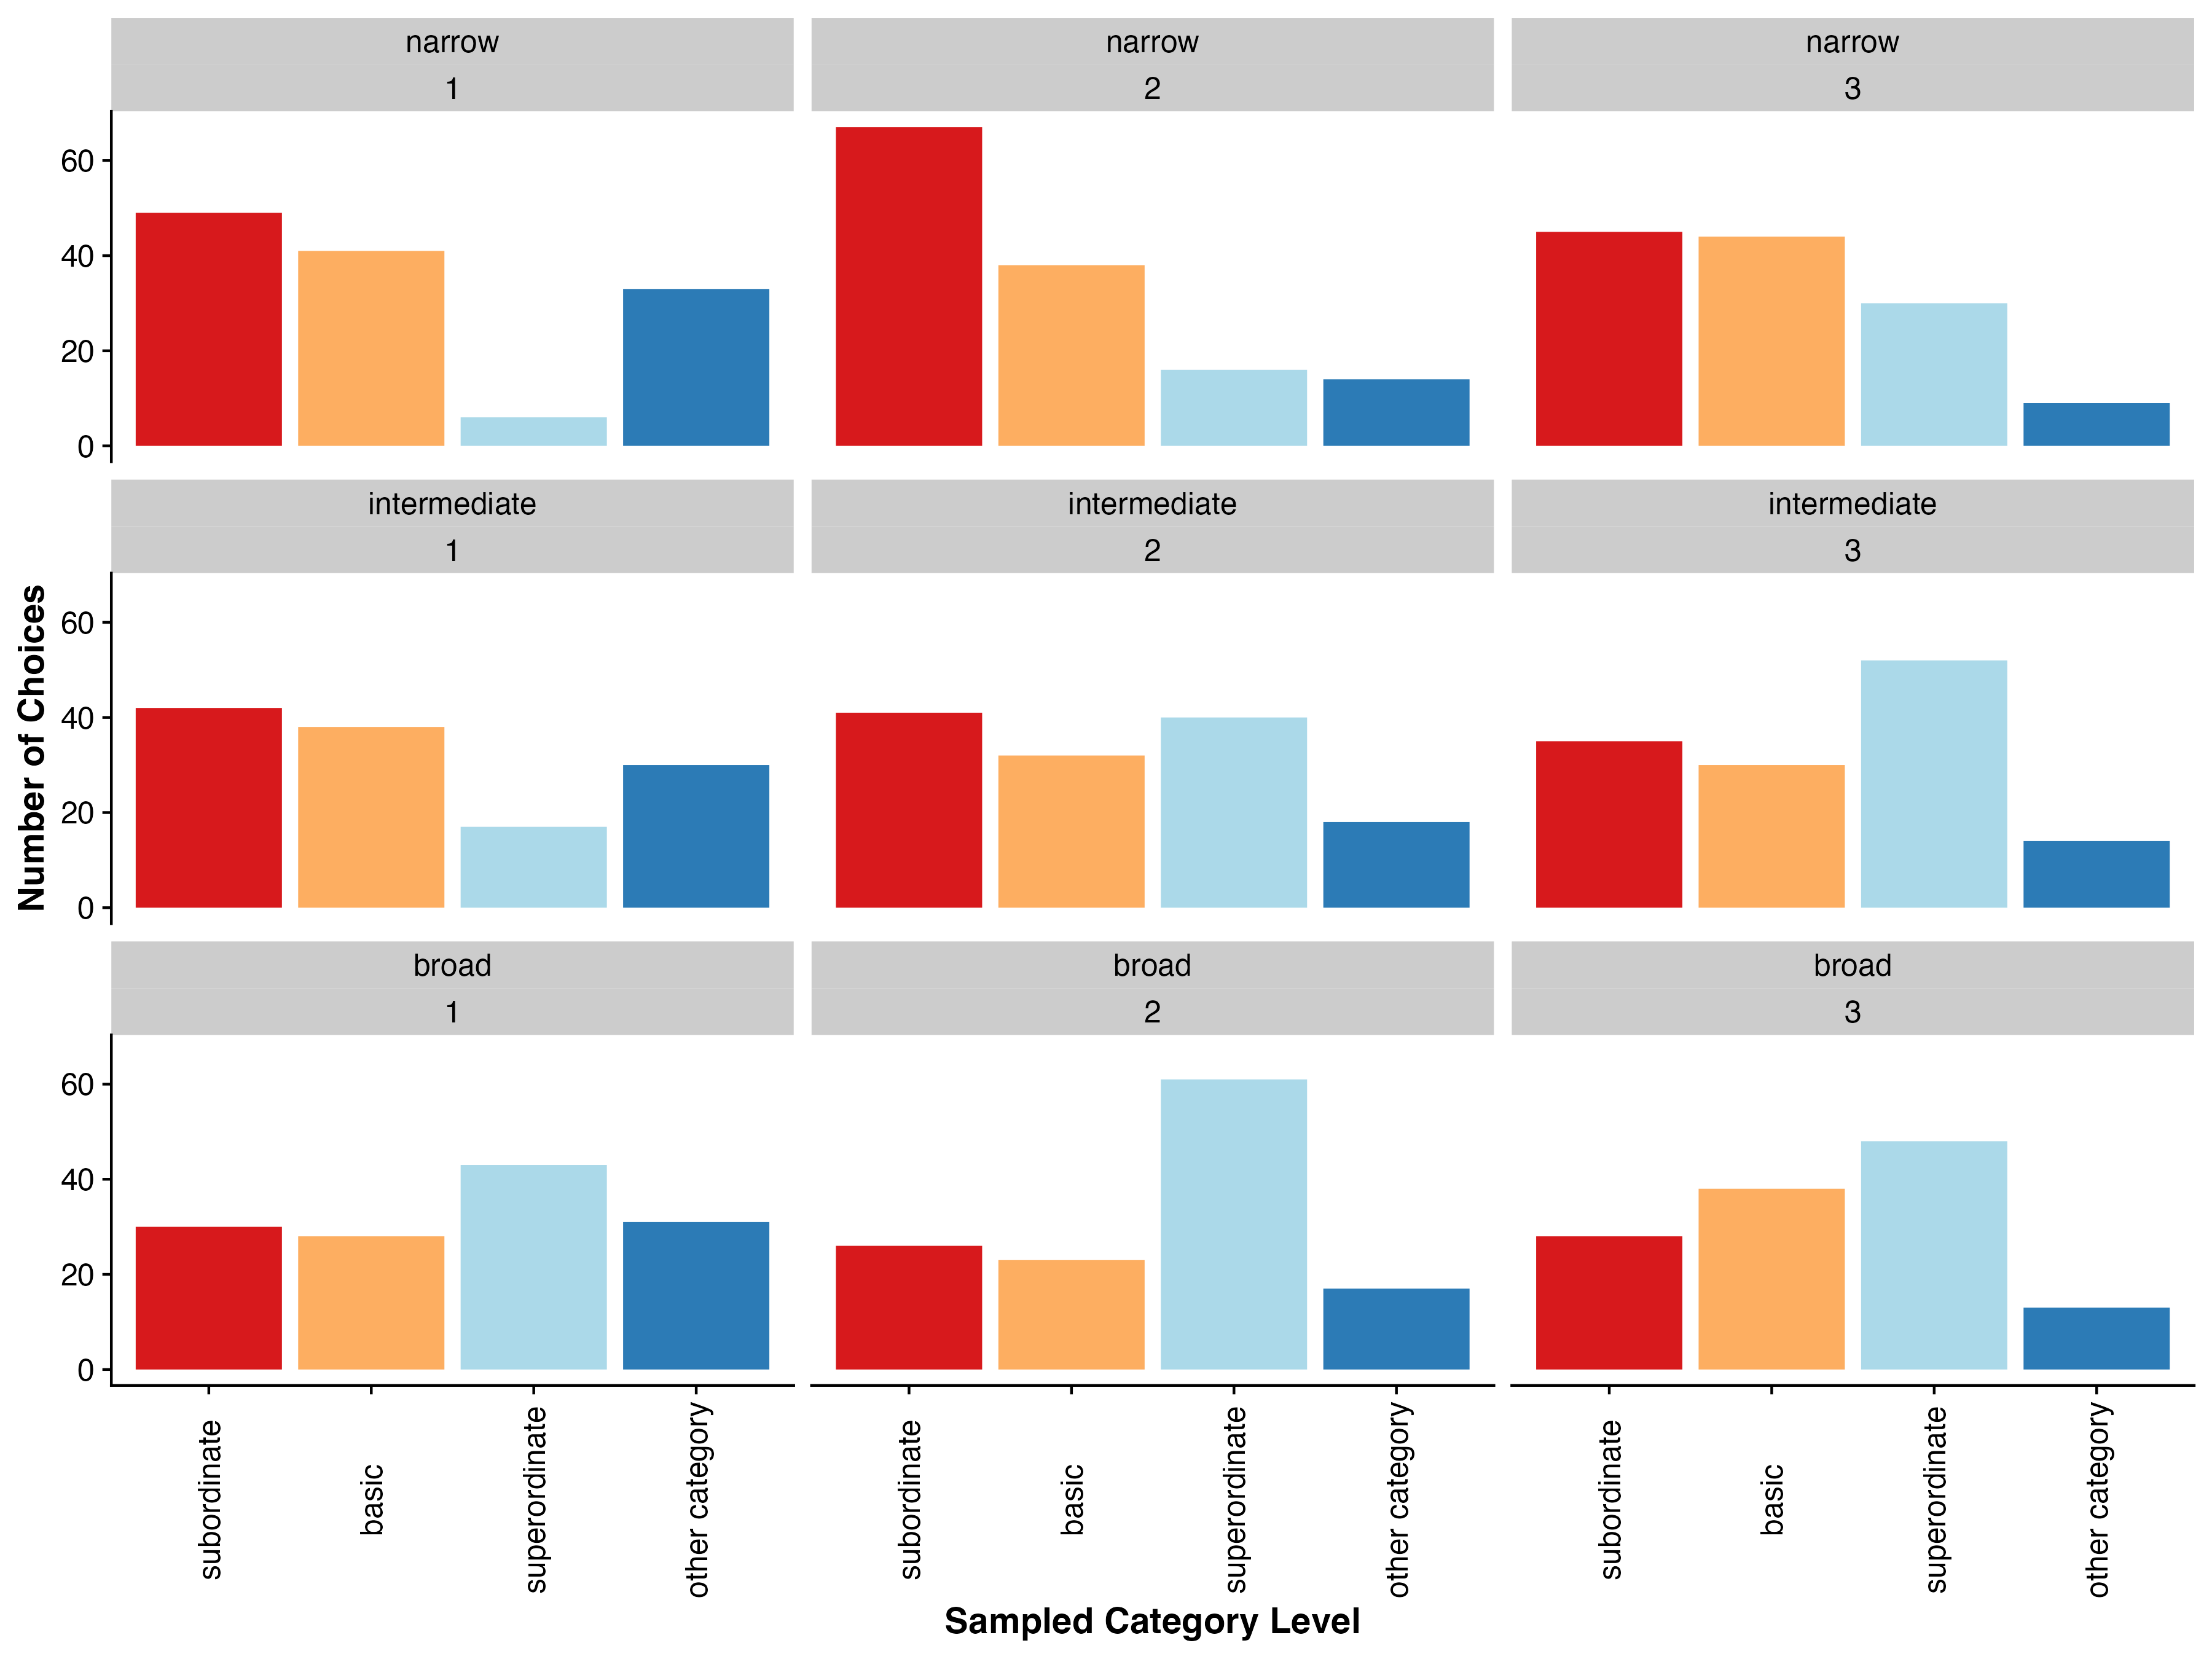 narrow
narrow
narrow
1
2
3
60
40
20
0
intermediate
intermediate
intermediate
1
2
3
60
40
20
0
broad
broad
broad
1
2
3
60
40
20
0
Number of Choices
subordinate
basic
superordinate
other category
subordinate
basic
superordinate
other category
subordinate
basic
superordinate
other category
Sampled Category Level